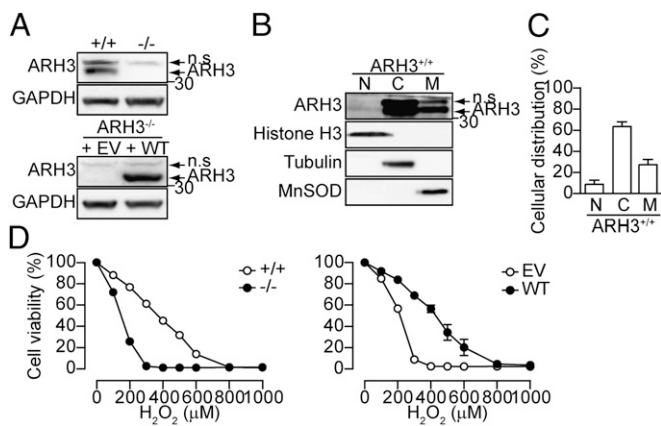 A
+/+ -/-
ARH3
n.s
ARH3
30
GAPDH
ARH3-/-
+ EV + WT
ARH3
n.s
ARH3
30
GAPDH
B
ARH3+/+
N C M
ARH3
n.s
ARH3
30
Histone H3
Tubulin
MnSOD
C
Cellular distribution (%)
100
80
60
40
20
0
N C M
ARH3+/+
D
Cell viability (%)
100
80
60
40
20
0
0 200 400 600 800 1000
H2O2 (μM)
+/+
-/-
100
80
60
40
20
0
0 200 400 600 800 1000
H2O2 (μM)
EV
WT